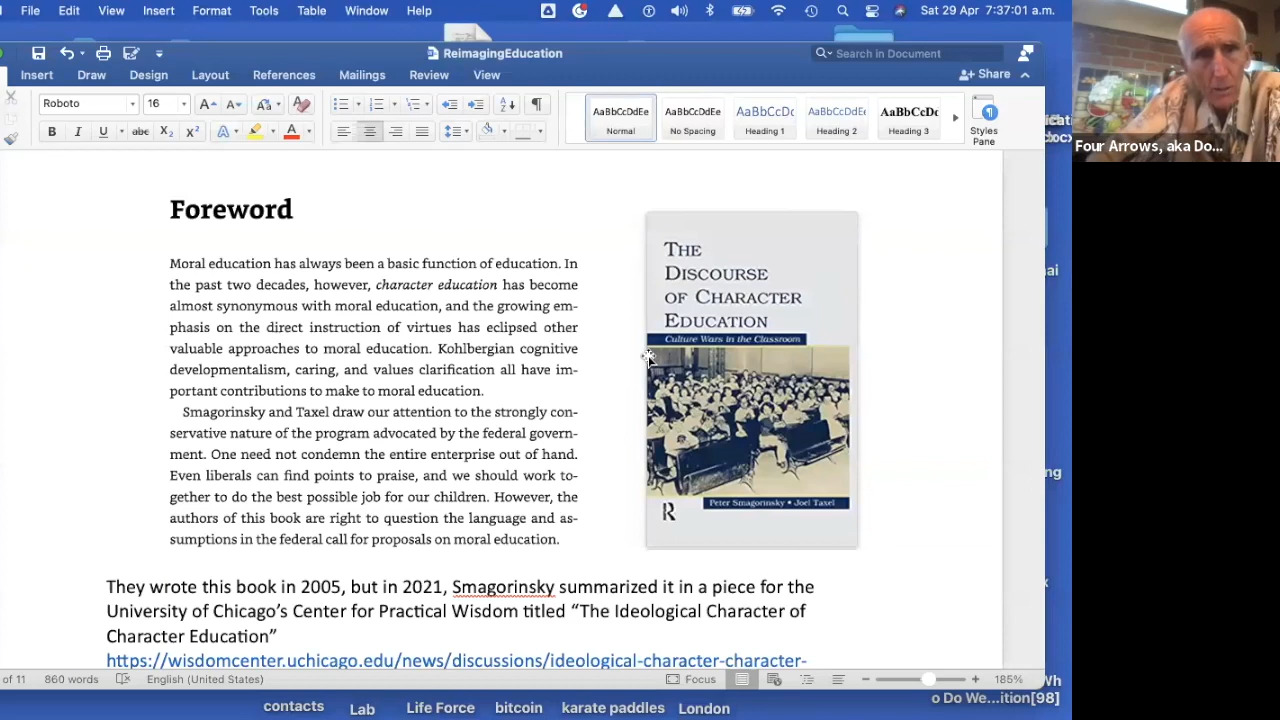 File Edit View Insert Format Tools Table Window Help Sat 29 Apr 7:37:01 a.m.
ReimagingEducation
Search in Document
Insert Draw Design Layout References Mailings Review View
Share
Roboto 16
AaBbCcDdEe AaBbCcDdEe AaBbCcDc AaBbCcDdEe AaBbCcDc
Normal No Spacing Heading 1 Heading 2 Heading 3
Styles
Pane
Four Arrows, aka Do...
Foreword
Moral education has always been a basic function of education. In
the past two decades, however, character education has become
almost synonymous with moral education, and the growing em-
phasis on the direct instruction of virtues has eclipsed other
valuable approaches to moral education. Kohlbergian cognitive
developmentalism, caring, and values clarification all have im-
portant contributions to make to moral education.
Smagorinsky and Taxel draw our attention to the strongly con-
servative nature of the program advocated by the federal govern-
ment. One need not condemn the entire enterprise out of hand.
Even liberals can find points to praise, and we should work to-
gether to do the best possible job for our children. However, the
authors of this book are right to question the language and as-
sumptions in the federal call for proposals on moral education.
THE
DISCOURSE
OF CHARACTER
EDUCATION
Culture Wars in the Classroom
Peter Smagorinsky • Joel Taxel
R
They wrote this book in 2005, but in 2021, Smagorinsky summarized it in a piece for the
University of Chicago’s Center for Practical Wisdom titled “The Ideological Character of
Character Education”
https://wisdomcenter.uchicago.edu/news/discussions/ideological-character-character-
of 11 860 words English (United States) Focus 185%
contacts Lab Life Force bitcoin karate paddles London
o Do We...ition[98]